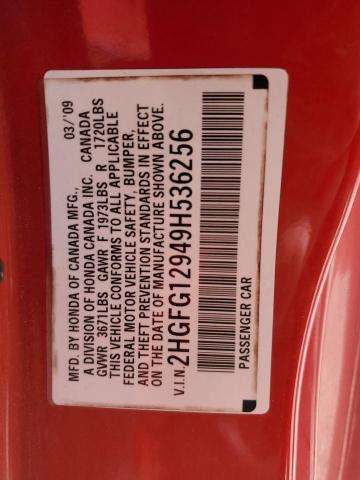 MFD. BY HONDA OF CANADA MFG., 03/'09
A DIVISION OF HONDA CANADA INC. CANADA
GVWR 3671LBS GAWR F 1973LBS R 1720LBS
THIS VEHICLE CONFORMS TO ALL APPLICABLE
FEDERAL MOTOR VEHICLE SAFETY, BUMPER,
AND THEFT PREVENTION STANDARDS IN EFFECT
ON THE DATE OF MANUFACTURE SHOWN ABOVE.
V.I.N. 2HGFG12949H536256
PASSENGER CAR